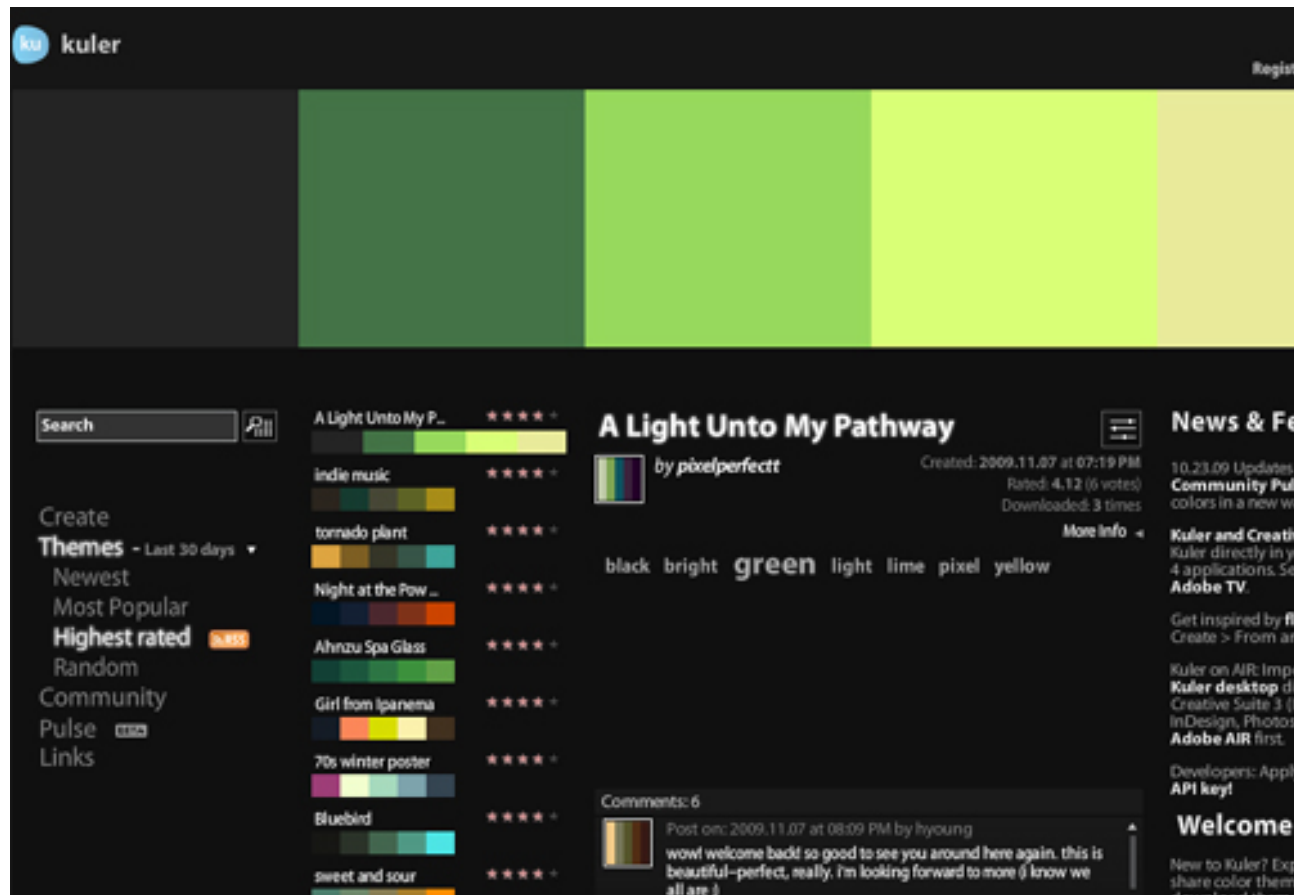 ku kuler
Regist
Search
Create
Themes - Last 30 days
Newest
Most Popular
Highest rated RSS
Random
Community
Pulse BETA
Links
A Light Unto My P...
indie music
tornado plant
Night at the Pow ...
Ahnzu Spa Glass
Girl from Ipanema
70s winter poster
Bluebird
sweet and sour
A Light Unto My Pathway
by pixelperfectt
Created: 2009.11.07 at 07:19 PM
Rated: 4.12 (6 votes)
Downloaded: 3 times
More Info
black bright green light lime pixel yellow
Comments: 6
Post on: 2009.11.07 at 08:09 PM by hyoung
wow! welcome back! so good to see you around here again. this is
beautiful-perfect, really. i'm looking forward to more (i know we
all are :)
News & Fe
10.23.09 Updates
Community Pul
colors in a new w
Kuler and Creati
Kuler directly in y
4 applications. Se
Adobe TV.
Get inspired by fl
Create > From an
Kuler on AIR: Imp
Kuler desktop d
Creative Suite 3 (
InDesign, Photos
Adobe AIR first.
Developers: Appl
API key!
Welcome
New to Kuler? Exp
share color them